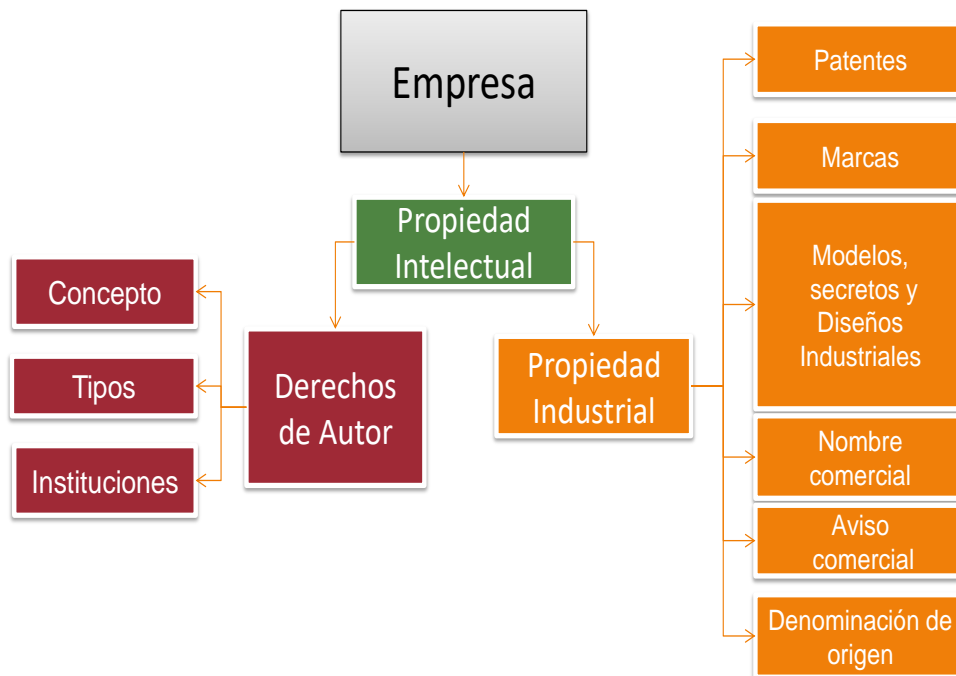 Empresa
Propiedad
Intelectual
Derechos
de Autor
Concepto
Tipos
Instituciones
Propiedad
Industrial
Patentes
Marcas
Modelos,
secretos y
Diseños
Industriales
Nombre
comercial
Aviso
comercial
Denominación de
origen